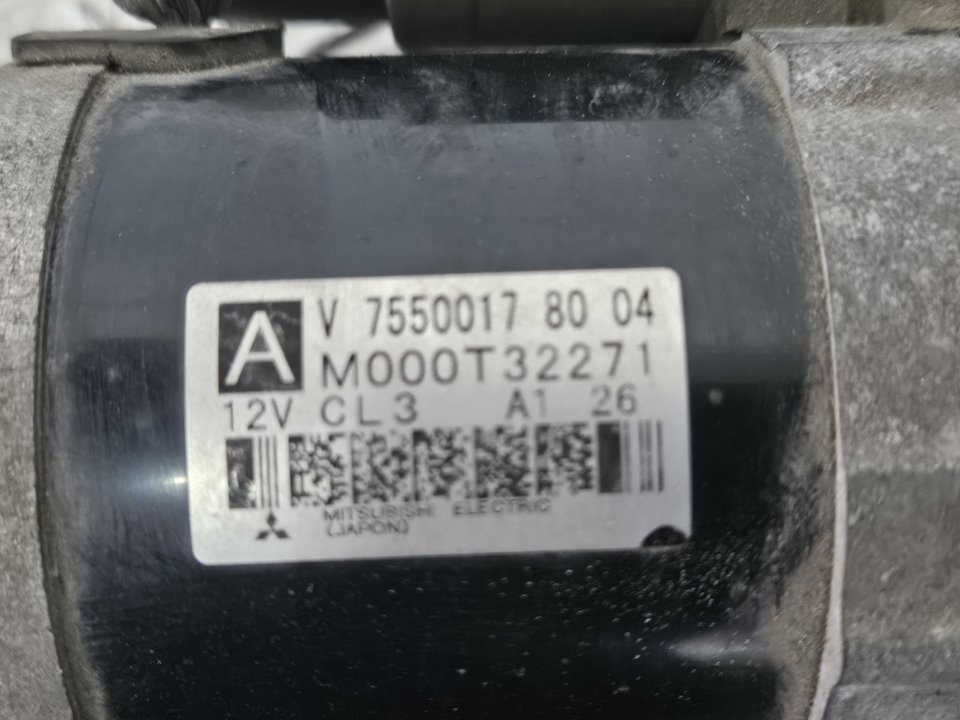 A
V 7550017 80 04
M000T32271
12V CL3 A1 26
MITSUBISHI ELECTRIC
(JAPON)